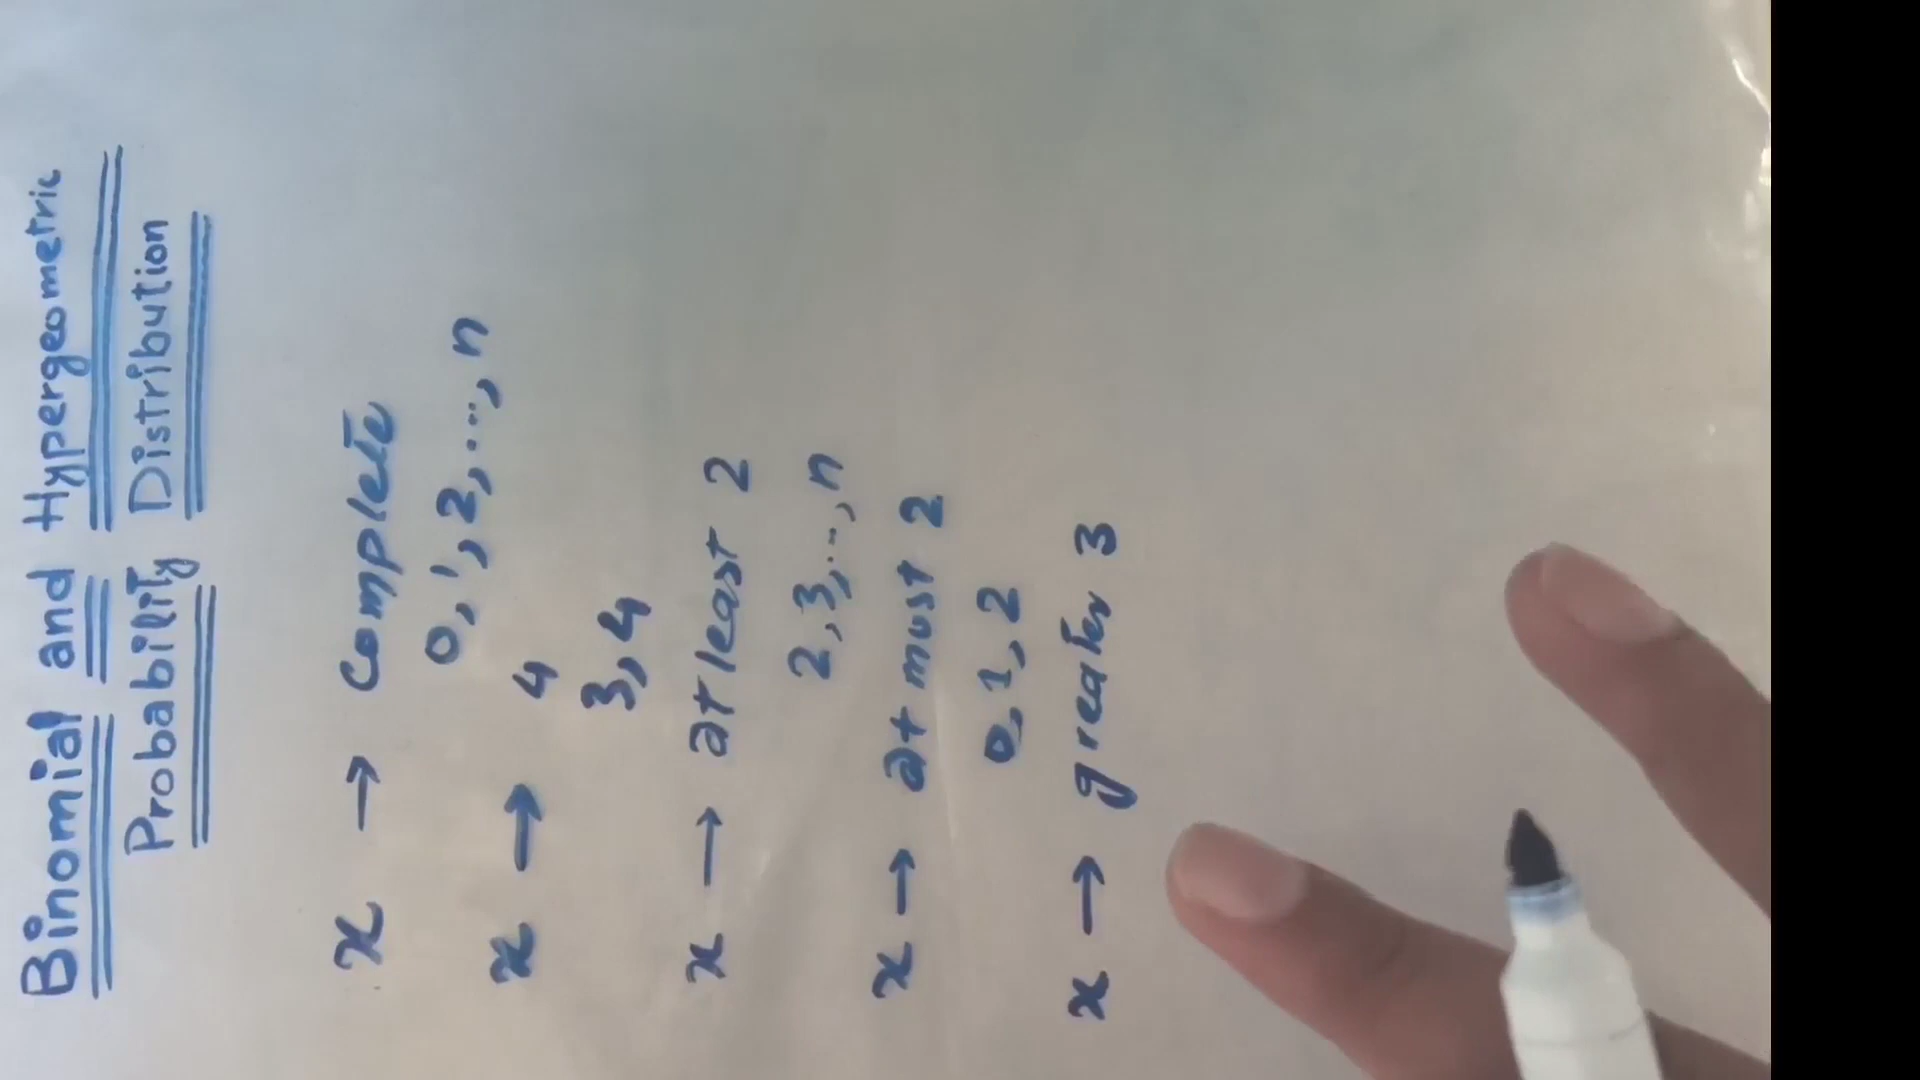 Binomial and Hypergeometric
Probability Distribution
x → complete
0, 1, 2, ..., n
x → 4
3, 4
x → at least 2
2, 3, ..., n
x → at must 2
0, 1, 2
x → greater 3